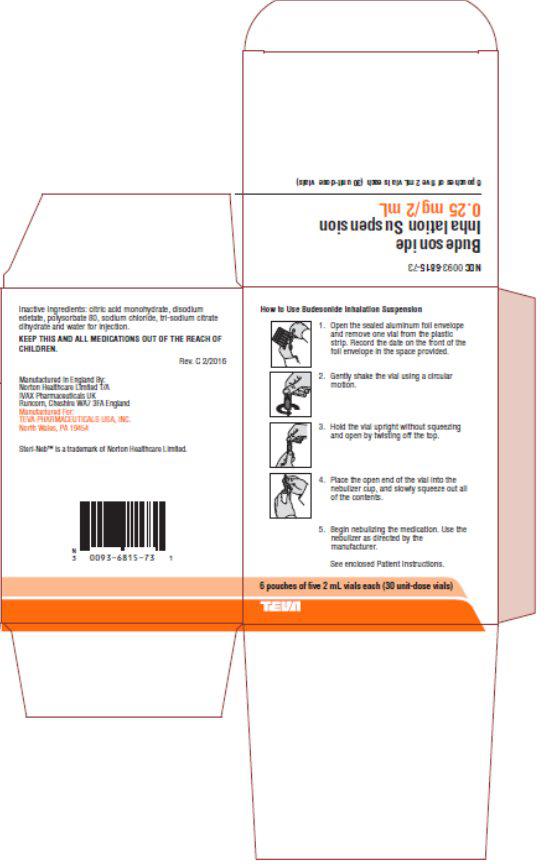 NDC 0093-6815-73
Budesonide
Inhalation Suspension
0.25 mg/2 mL
6 pouches of five 2 mL vials each (30 unit-dose vials)
Inactive Ingredients: citric acid monohydrate, disodium
edetate, polysorbate 80, sodium chloride, tri-sodium citrate
dihydrate and water for injection.
KEEP THIS AND ALL MEDICATIONS OUT OF THE REACH OF
CHILDREN.
Rev. C 2/2016
Manufactured In England By:
Norton Healthcare Limited T/A
IVAX Pharmaceuticals UK
Runcorn, Cheshire WA7 3FA England
Manufactured For:
TEVA PHARMACEUTICALS USA, INC.
North Wales, PA 19454
Steri-Neb™ is a trademark of Norton Healthcare Limited.
N
3 0093-6815-73 1
How to Use Budesonide Inhalation Suspension
1. Open the sealed aluminum foil envelope
and remove one vial from the plastic
strip. Record the date on the front of the
foil envelope in the space provided.
2. Gently shake the vial using a circular
motion.
3. Hold the vial upright without squeezing
and open by twisting off the top.
4. Place the open end of the vial into the
nebulizer cup, and slowly squeeze out all
of the contents.
5. Begin nebulizing the medication. Use the
nebulizer as directed by the
manufacturer.
See enclosed Patient Instructions.
6 pouches of five 2 mL vials each (30 unit-dose vials)
TEVA